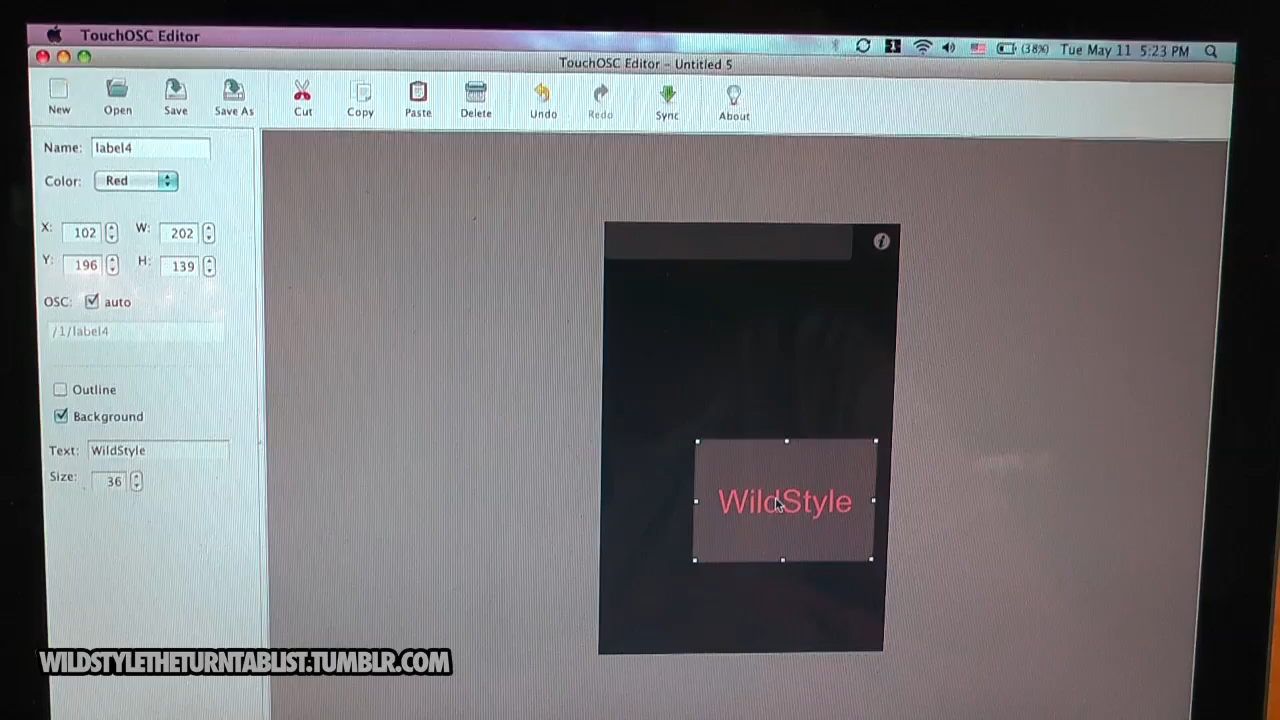 TouchOSC Editor
1 (38%) Tue May 11 5:23 PM
TouchOSC Editor – Untitled 5
New Open Save Save As Cut Copy Paste Delete Undo Redo Sync About
Name: label4
Color: Red
X: 102 W: 202
Y: 196 H: 139
OSC: auto
/1/label4
Outline
Background
Text: WildStyle
Size: 36
i
WildStyle
WILDSTYLETHETURNTABLIST.TUMBLR.COM